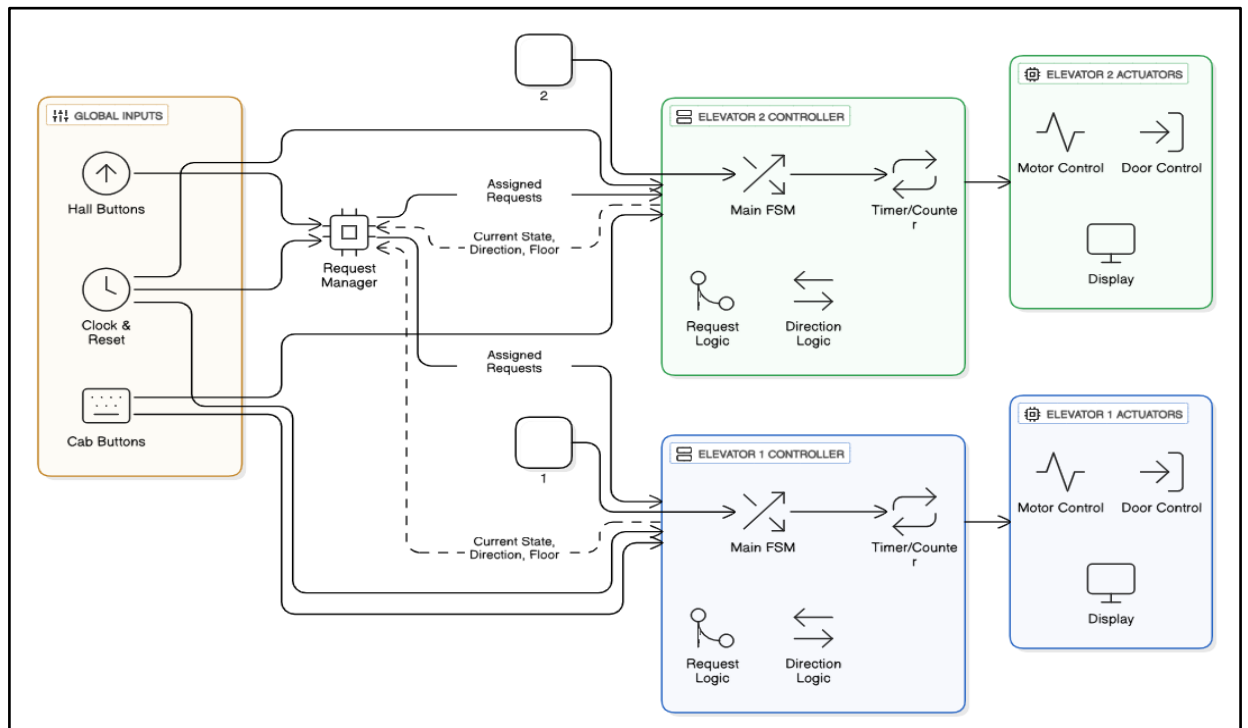 GLOBAL INPUTS
Hall Buttons
Clock &
Reset
Cab Buttons
Request
Manager
2
Assigned
Requests
Current State,
Direction, Floor
Assigned
Requests
1
Current State,
Direction, Floor
ELEVATOR 2 CONTROLLER
Main FSM
Timer/Counte
r
Request
Logic
Direction
Logic
ELEVATOR 2 ACTUATORS
Motor Control
Door Control
Display
ELEVATOR 1 CONTROLLER
Main FSM
Timer/Counte
r
Request
Logic
Direction
Logic
ELEVATOR 1 ACTUATORS
Motor Control
Door Control
Display